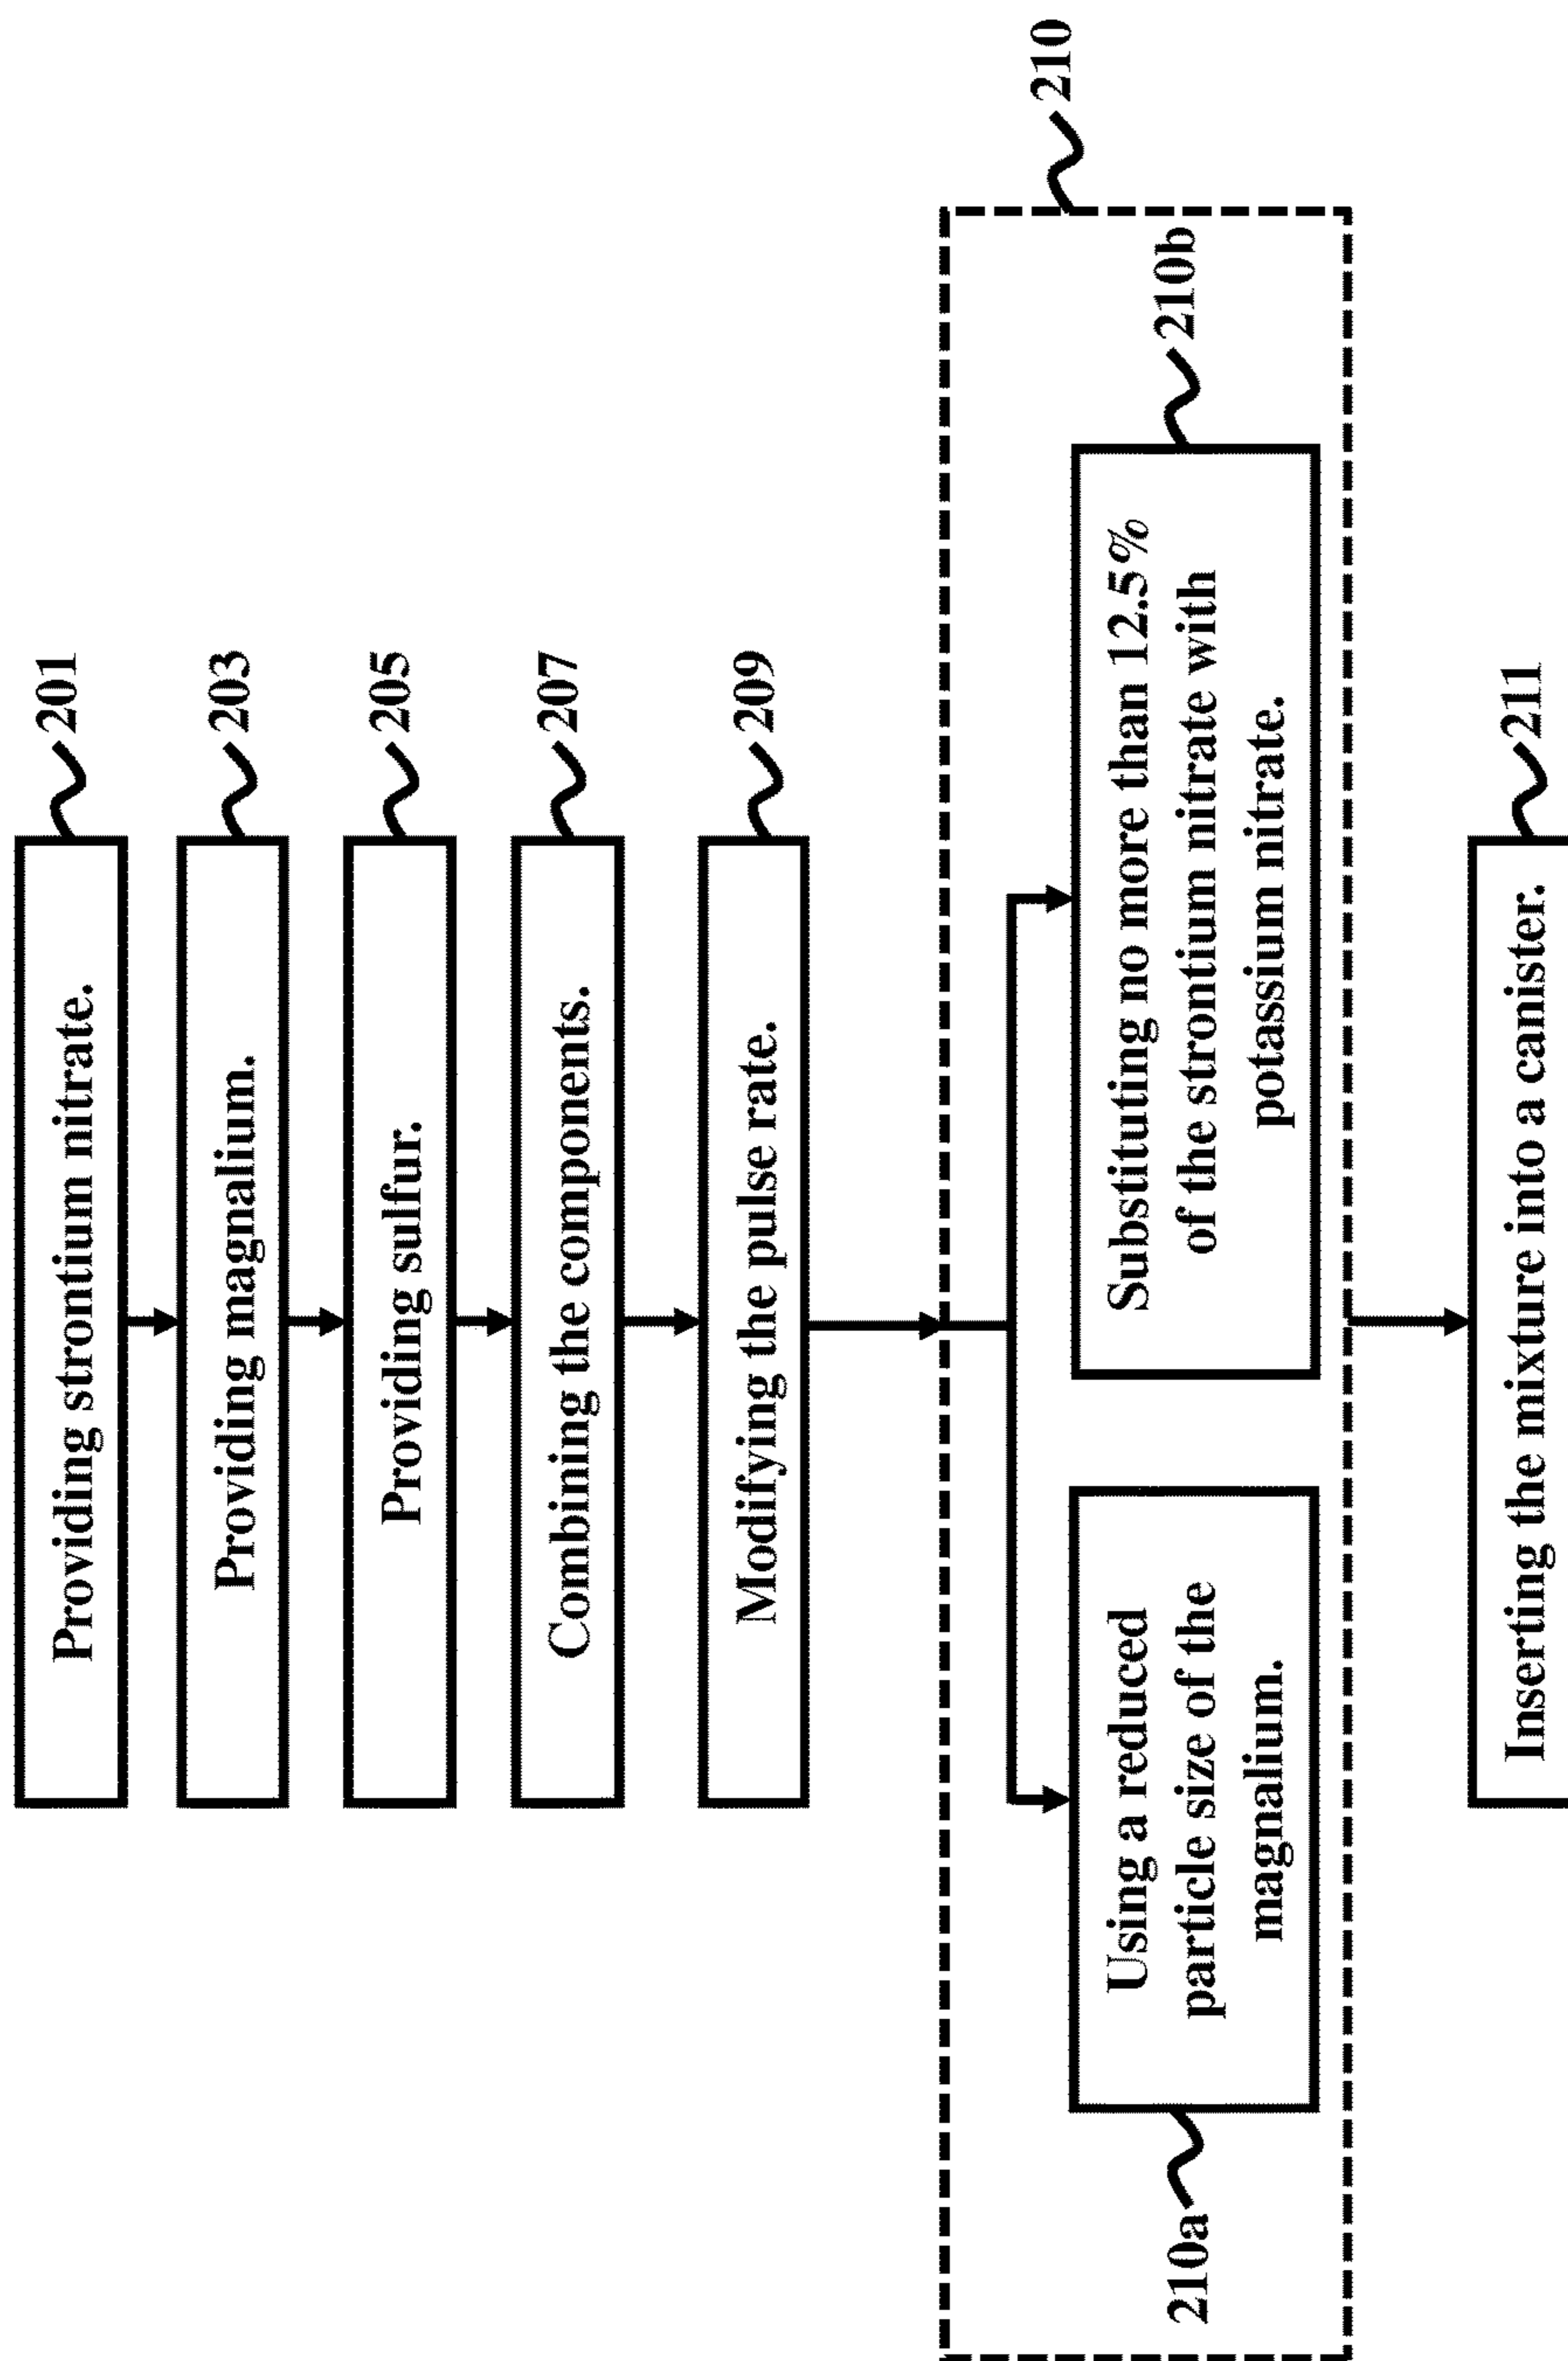 Providing strontium nitrate.
201
Providing magnalium.
203
Providing sulfur.
205
Combining the components.
207
Modifying the pulse rate.
209
210
210a
Using a reduced
particle size of the
magnalium.
Substituting no more than 12.5%
of the strontium nitrate with
potassium nitrate.
210b
Inserting the mixture into a canister.
211